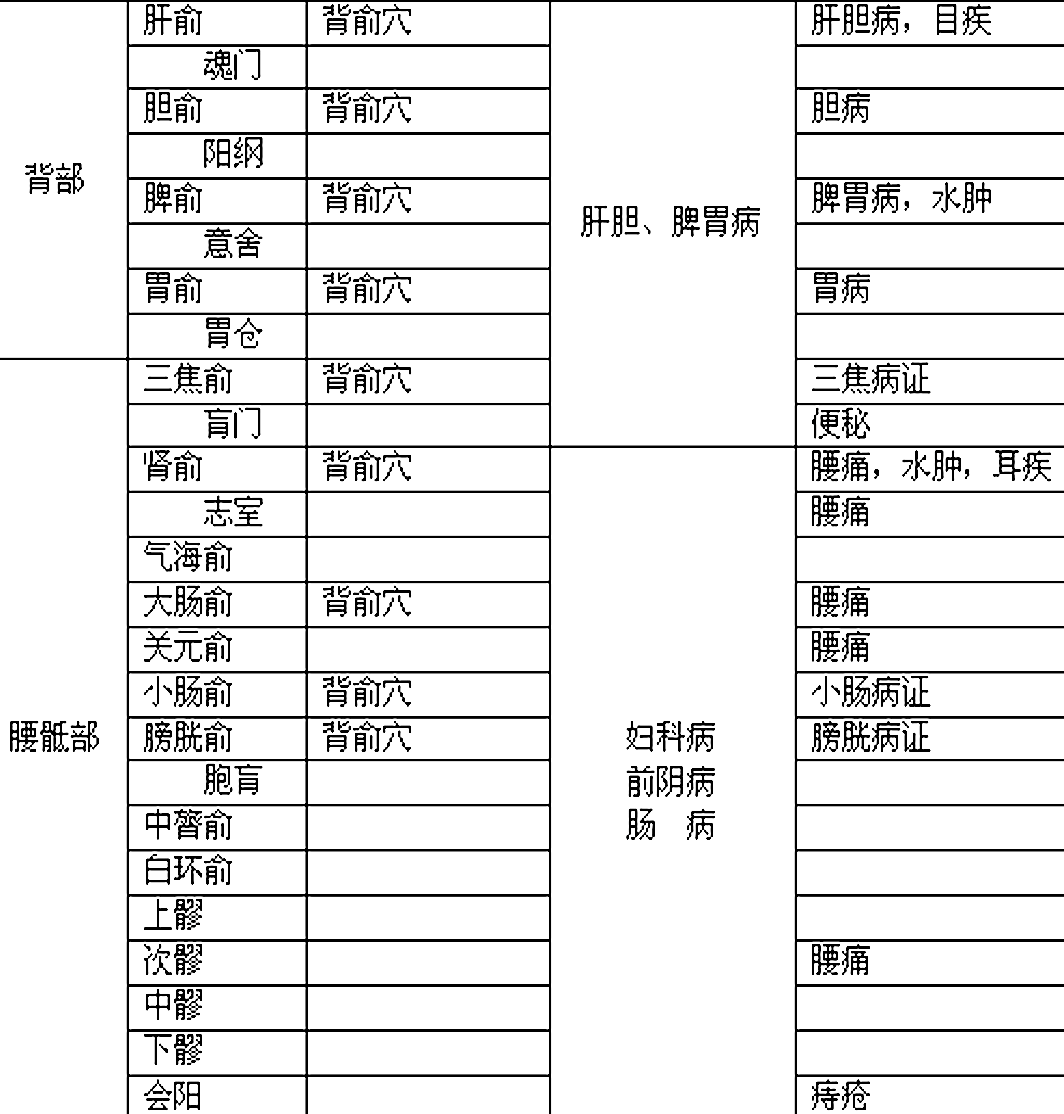 肝俞 背俞穴 肝胆病，目疾
魂门
胆俞 背俞穴 胆病
阳纲
背部
脾俞 背俞穴 脾胃病，水肿
肝胆、脾胃病
意舍
胃俞 背俞穴 胃病
胃仓
三焦俞 背俞穴 三焦病证
肓门 便秘
肾俞 背俞穴 腰痛，水肿，耳疾
志室 腰痛
气海俞
大肠俞 背俞穴 腰痛
关元俞 腰痛
小肠俞 背俞穴 小肠病证
腰骶部 膀胱俞 背俞穴 妇科病 膀胱病证
胞肓 前阴病
中膂俞 肠 病
白环俞
上髎
次髎 腰痛
中髎
下髎
会阳 痔疮